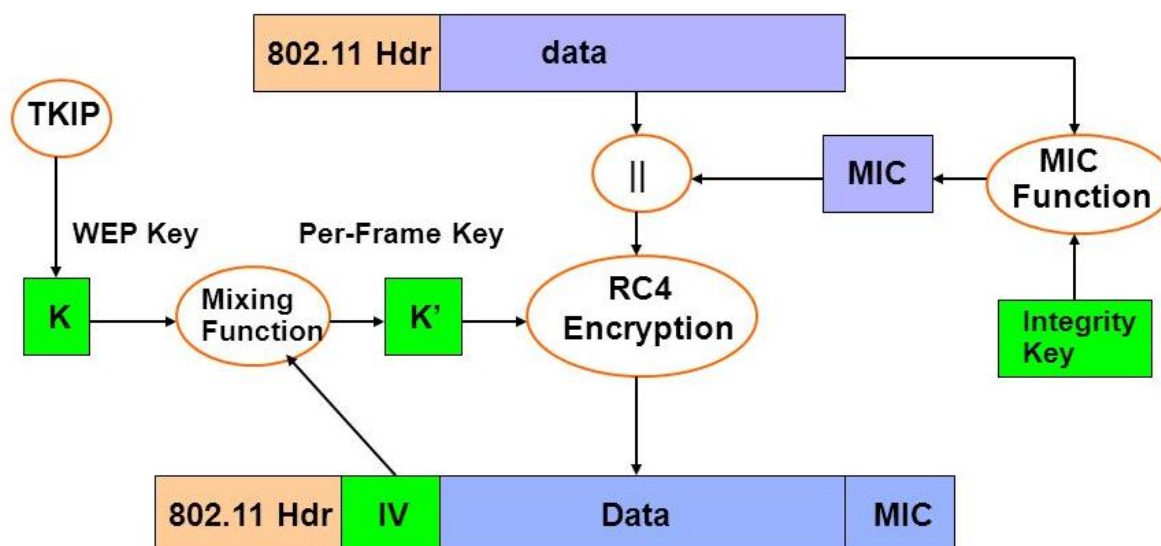 802.11 Hdr
data
TKIP
||
MIC
MIC
Function
WEP Key
Per-Frame Key
K
Mixing
Function
K’
RC4
Encryption
Integrity
Key
802.11 Hdr
IV
Data
MIC